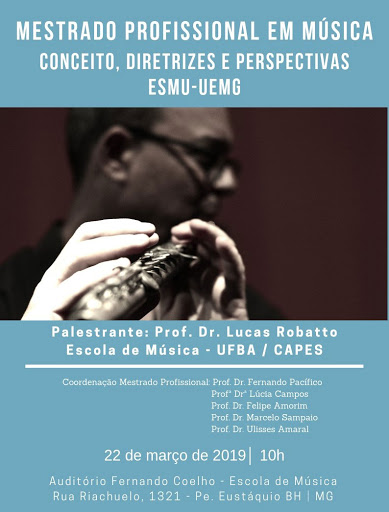 MESTRADO PROFISSIONAL EM MÚSICA
CONCEITO, DIRETRIZES E PERSPECTIVAS
ESMU-UEMG
Palestrante: Prof. Dr. Lucas Robatto
Escola de Música - UFBA / CAPES
Coordenação Mestrado Profissional: Prof. Dr. Fernando Pacífico
Profª Drª Lúcia Campos
Prof. Dr. Felipe Amorim
Prof. Dr. Marcelo Sampaio
Prof. Dr. Ulisses Amaral
22 de março de 2019| 10h
Auditório Fernando Coelho - Escola de Música
Rua Riachuelo, 1321 - Pe. Eustáquio BH | MG